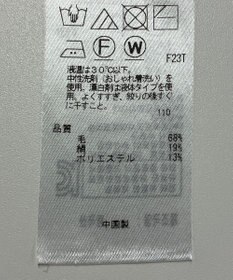 F W F23T
液温は30℃以下。
中性洗剤(おしゃれ着洗い)を
使用。漂白剤は液体タイプを使
用。よくすすぎ、絞りの後すぐ
に干すこと。
110
品質
毛 68%
綿 19%
ポリエステル 13%
中国製